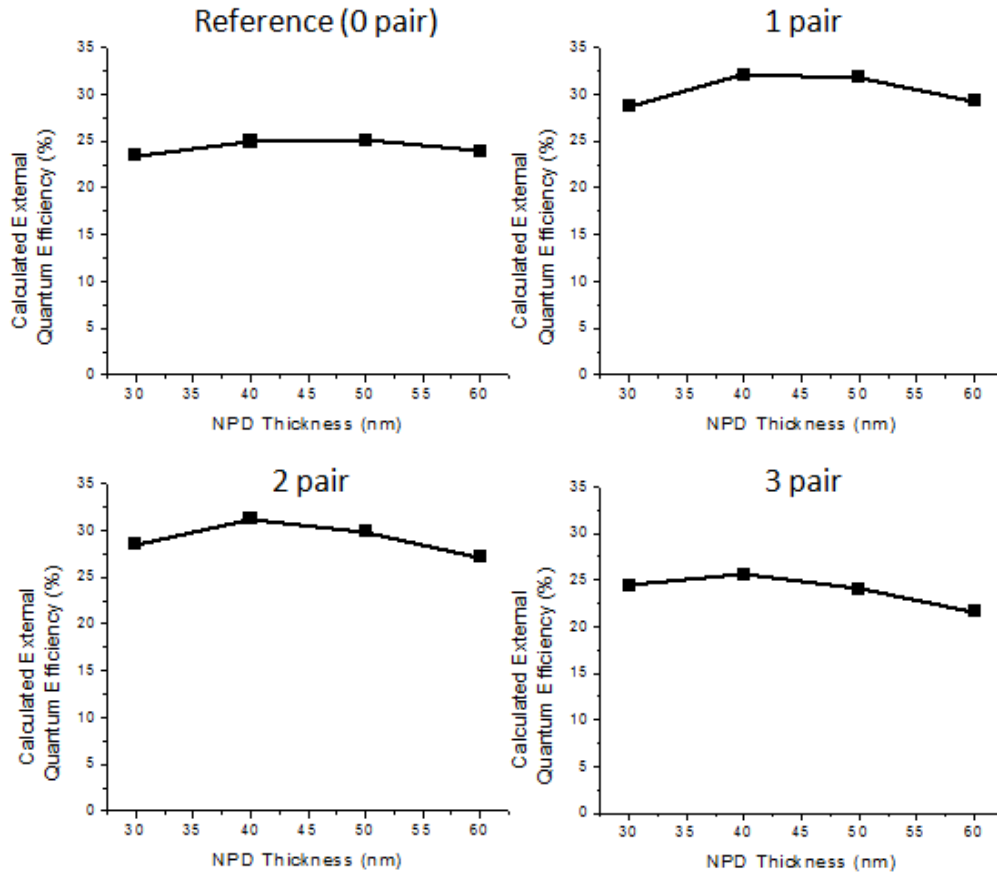 Reference (0 pair)
35
30
25
20
15
10
5
0
Calculated External
Quantum Efficiency (%)
30 35 40 45 50 55 60
NPD Thickness (nm)
1 pair
35
30
25
20
15
10
5
0
Calculated External
Quantum Efficiency (%)
30 35 40 45 50 55 60
NPD Thickness (nm)
2 pair
35
30
25
20
15
10
5
0
Calculated External
Quantum Efficiency (%)
30 35 40 45 50 55 60
NPD Thickness (nm)
3 pair
35
30
25
20
15
10
5
0
Calculated External
Quantum Efficiency (%)
30 35 40 45 50 55 60
NPD Thickness (nm)